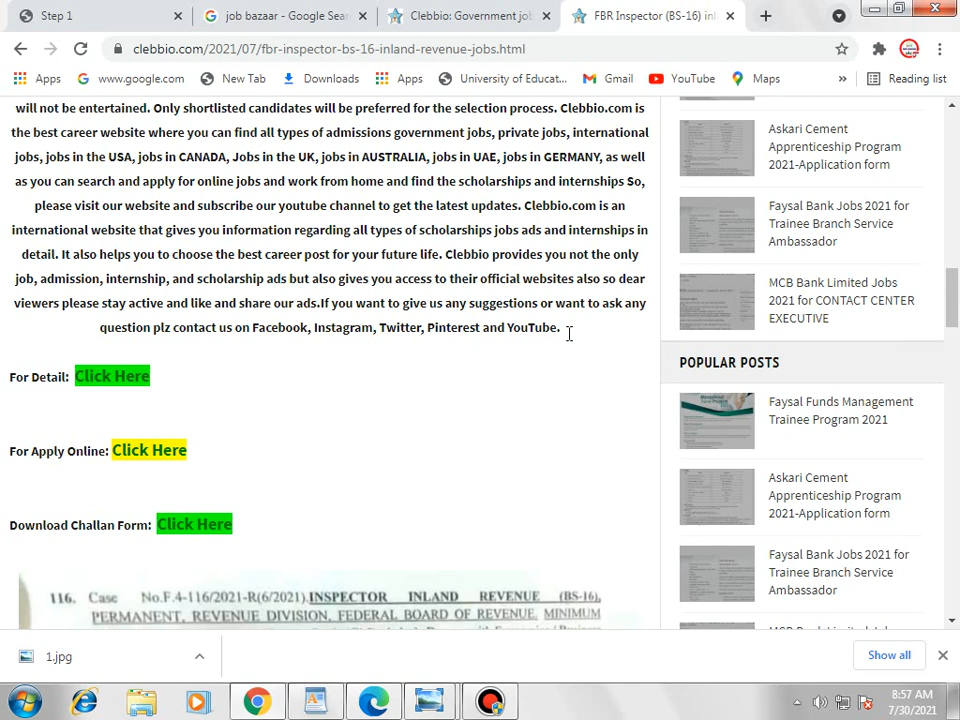 Step 1
job bazaar - Google Sear
Clebbio: Government jo
FBR Inspector (BS-16) inl
clebbio.com/2021/07/fbr-inspector-bs-16-inland-revenue-jobs.html
Apps
www.google.com
New Tab
Downloads
Apps
University of Educat...
Gmail
YouTube
Maps
»
Reading list
will not be entertained. Only shortlisted candidates will be preferred for the selection process. Clebbio.com is
the best career website where you can find all types of admissions government jobs, private jobs, international
jobs, jobs in the USA, jobs in CANADA, Jobs in the UK, jobs in AUSTRALIA, jobs in UAE, jobs in GERMANY, as well
as you can search and apply for online jobs and work from home and find the scholarships and internships So,
please visit our website and subscribe our youtube channel to get the latest updates. Clebbio.com is an
international website that gives you information regarding all types of scholarships jobs ads and internships in
detail. It also helps you to choose the best career post for your future life. Clebbio provides you not the only
job, admission, internship, and scholarship ads but also gives you access to their official websites also so dear
viewers please stay active and like and share our ads.If you want to give us any suggestions or want to ask any
question plz contact us on Facebook, Instagram, Twitter, Pinterest and YouTube.
For Detail: Click Here
For Apply Online: Click Here
Download Challan Form: Click Here
116. Case No.F.4-116/2021-R(6/2021).INSPECTOR INLAND REVENUE (BS-16),
PERMANENT, REVENUE DIVISION, FEDERAL BOARD OF REVENUE. MINIMUM
Askari Cement
Apprenticeship Program
2021-Application form
Faysal Bank Jobs 2021 for
Trainee Branch Service
Ambassador
MCB Bank Limited Jobs
2021 for CONTACT CENTER
EXECUTIVE
POPULAR POSTS
Faysal Funds Management
Trainee Program 2021
Askari Cement
Apprenticeship Program
2021-Application form
Faysal Bank Jobs 2021 for
Trainee Branch Service
Ambassador
1.jpg
Show all
8:57 AM
7/30/2021